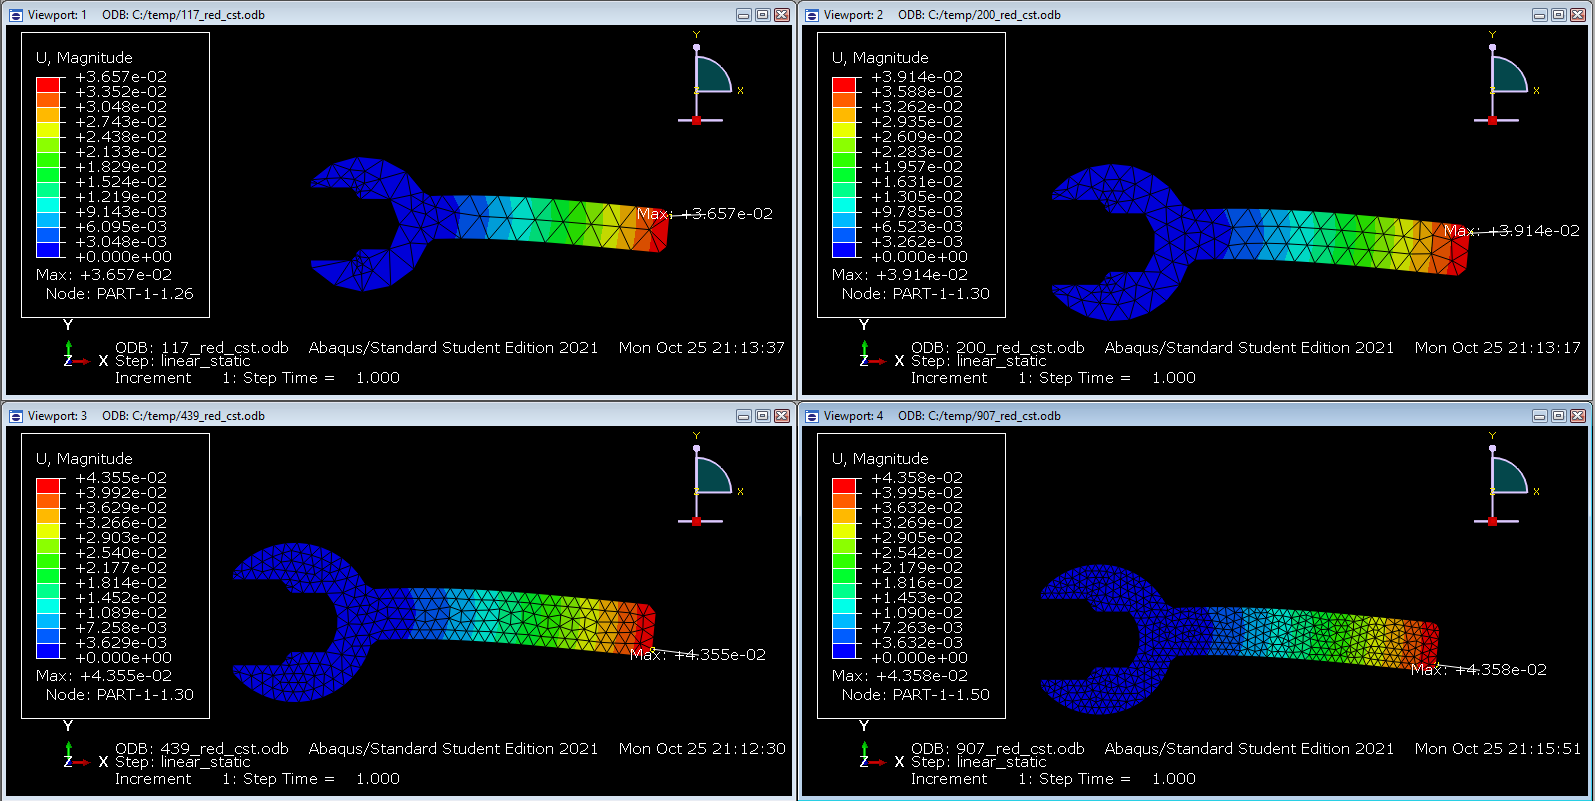 Viewport: 1 ODB: C:/temp/117_red_cst.odb
U, Magnitude
+3.657e-02
+3.352e-02
+3.048e-02
+2.743e-02
+2.438e-02
+2.133e-02
+1.829e-02
+1.524e-02
+1.219e-02
+9.143e-03
+6.095e-03
+3.048e-03
+0.000e+00
Max: +3.657e-02
Node: PART-1-1.26
Y
Z
X
Max: +3.657e-02
Y
Z
X
ODB: 117_red_cst.odb Abaqus/Standard Student Edition 2021 Mon Oct 25 21:13:37
Step: linear_static
Increment 1: Step Time = 1.000
Viewport: 2 ODB: C:/temp/200_red_cst.odb
U, Magnitude
+3.914e-02
+3.588e-02
+3.262e-02
+2.935e-02
+2.609e-02
+2.283e-02
+1.957e-02
+1.631e-02
+1.305e-02
+9.785e-03
+6.523e-03
+3.262e-03
+0.000e+00
Max: +3.914e-02
Node: PART-1-1.30
Y
Z
X
Max: +3.914e-02
Y
Z
X
ODB: 200_red_cst.odb Abaqus/Standard Student Edition 2021 Mon Oct 25 21:13:17
Step: linear_static
Increment 1: Step Time = 1.000
Viewport: 3 ODB: C:/temp/439_red_cst.odb
U, Magnitude
+4.355e-02
+3.992e-02
+3.629e-02
+3.266e-02
+2.903e-02
+2.540e-02
+2.177e-02
+1.814e-02
+1.452e-02
+1.089e-02
+7.258e-03
+3.629e-03
+0.000e+00
Max: +4.355e-02
Node: PART-1-1.30
Y
Z
X
Max: +4.355e-02
Y
Z
X
ODB: 439_red_cst.odb Abaqus/Standard Student Edition 2021 Mon Oct 25 21:12:30
Step: linear_static
Increment 1: Step Time = 1.000
Viewport: 4 ODB: C:/temp/907_red_cst.odb
U, Magnitude
+4.358e-02
+3.995e-02
+3.632e-02
+3.269e-02
+2.905e-02
+2.542e-02
+2.179e-02
+1.816e-02
+1.453e-02
+1.090e-02
+7.263e-03
+3.632e-03
+0.000e+00
Max: +4.358e-02
Node: PART-1-1.50
Y
Z
X
Max: +4.358e-02
Y
Z
X
ODB: 907_red_cst.odb Abaqus/Standard Student Edition 2021 Mon Oct 25 21:15:51
Step: linear_static
Increment 1: Step Time = 1.000